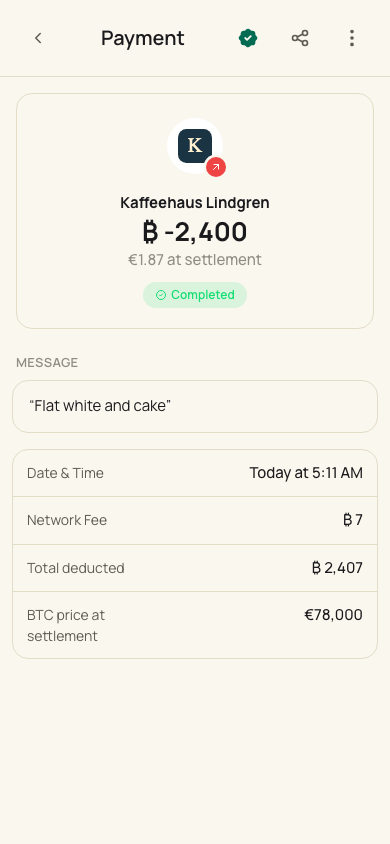 Payment
K
Kaffeehaus Lindgren
₿ -2,400
€1.87 at settlement
Completed
MESSAGE
“Flat white and cake”
Date & Time Today at 5:11 AM
Network Fee ₿ 7
Total deducted ₿ 2,407
BTC price at €78,000
settlement